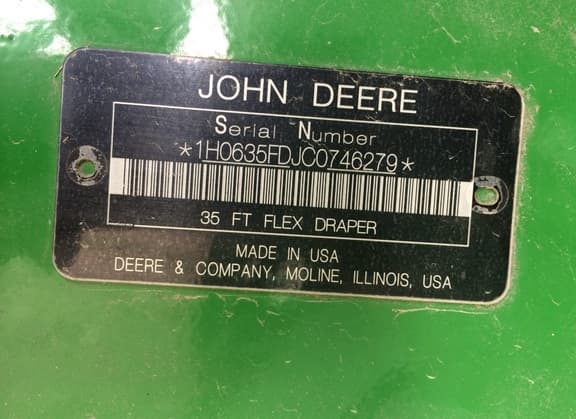 JOHN DEERE
Serial Number
*1H0635FDJC0746279*
35 FT FLEX DRAPER
MADE IN USA
DEERE & COMPANY, MOLINE, ILLINOIS, USA